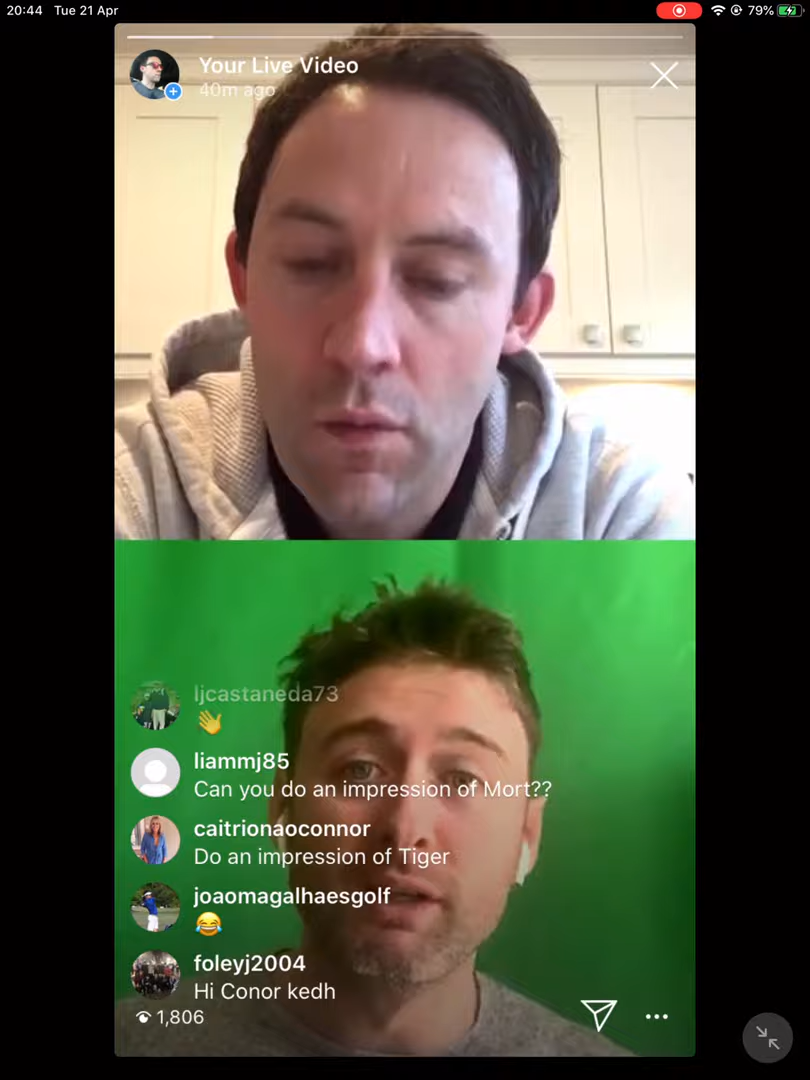 20:44 Tue 21 Apr
79%
Your Live Video
40m ago
ljcastaneda73
👋
liammj85
Can you do an impression of Mort??
caitrionaoconnor
Do an impression of Tiger
joaomagalhaesgolf
😂
foleyj2004
Hi Conor kedh
1,806